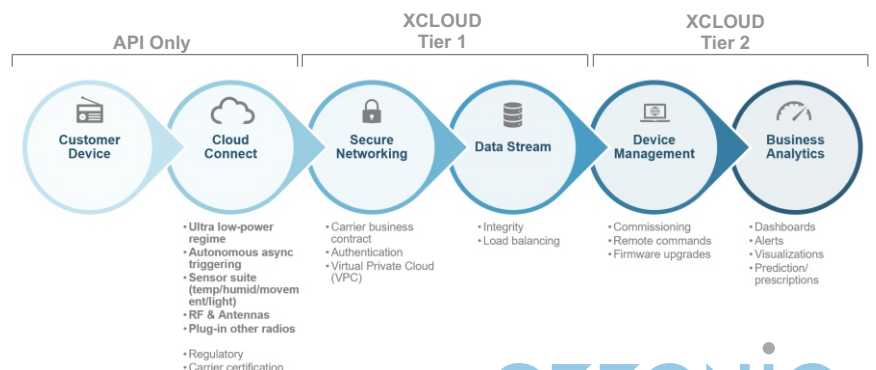 XCLOUD
Tier 1
XCLOUD
Tier 2
API Only
Customer
Device
Cloud
Connect
Secure
Networking
Data Stream
Device
Management
Business
Analytics
•Ultra low-power
regime
•Autonomous async
triggering
•Sensor suite
(temp/humid/movem
ent/light)
•RF & Antennas
•Plug-in other radios
•Regulatory
•Carrier certification
•Carrier business
contract
•Authentication
•Virtual Private Cloud
(VPC)
•Integrity
•Load balancing
•Commissioning
•Remote commands
•Firmware upgrades
•Dashboards
•Alerts
•Visualizations
•Prediction/
prescriptions